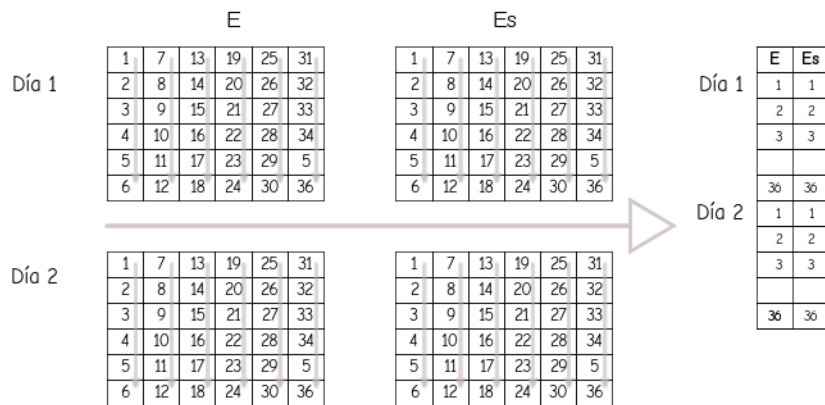 E Es
1 7 13 19 25 31 1 7 13 19 25 31 E Es
Día 1 2 8 14 20 26 32 2 8 14 20 26 32 Día 1 1 1
3 9 15 21 27 33 3 9 15 21 27 33 2 2
4 10 16 22 28 34 4 10 16 22 28 34 3 3
5 11 17 23 29 5 5 11 17 23 29 5
6 12 18 24 30 36 6 12 18 24 30 36 36 36
Día 2 1 1
2 2
1 7 13 19 25 31 1 7 13 19 25 31 3 3
Día 2 2 8 14 20 26 32 2 8 14 20 26 32
3 9 15 21 27 33 3 9 15 21 27 33 36 36
4 10 16 22 28 34 4 10 16 22 28 34
5 11 17 23 29 5 5 11 17 23 29 5
6 12 18 24 30 36 6 12 18 24 30 36